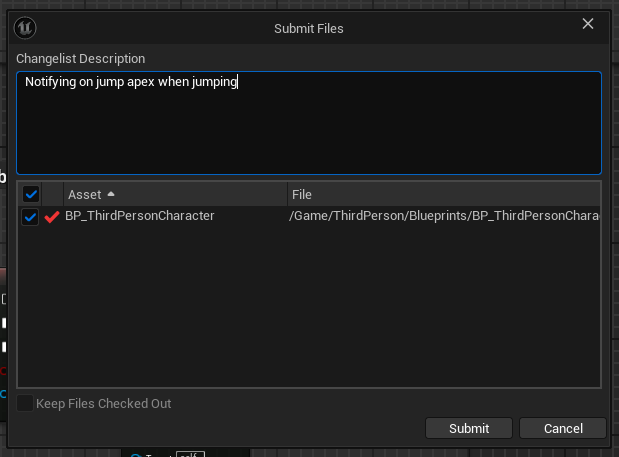 Submit Files
Changelist Description
Notifying on jump apex when jumping
Asset File
BP_ThirdPersonCharacter /Game/ThirdPerson/Blueprints/BP_ThirdPersonChara
Keep Files Checked Out
Submit Cancel
self